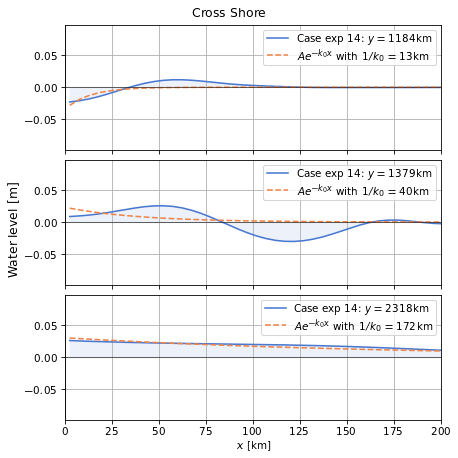 Cross Shore
Case exp 14: y = 1184km
Ae^{-k_0x} with 1/k_0 = 13km
0.05
0.00
−0.05
Case exp 14: y = 1379km
Ae^{-k_0x} with 1/k_0 = 40km
0.05
0.00
−0.05
Water level [m]
Case exp 14: y = 2318km
Ae^{-k_0x} with 1/k_0 = 172km
0.05
0.00
−0.05
0 25 50 75 100 125 150 175 200
x [km]